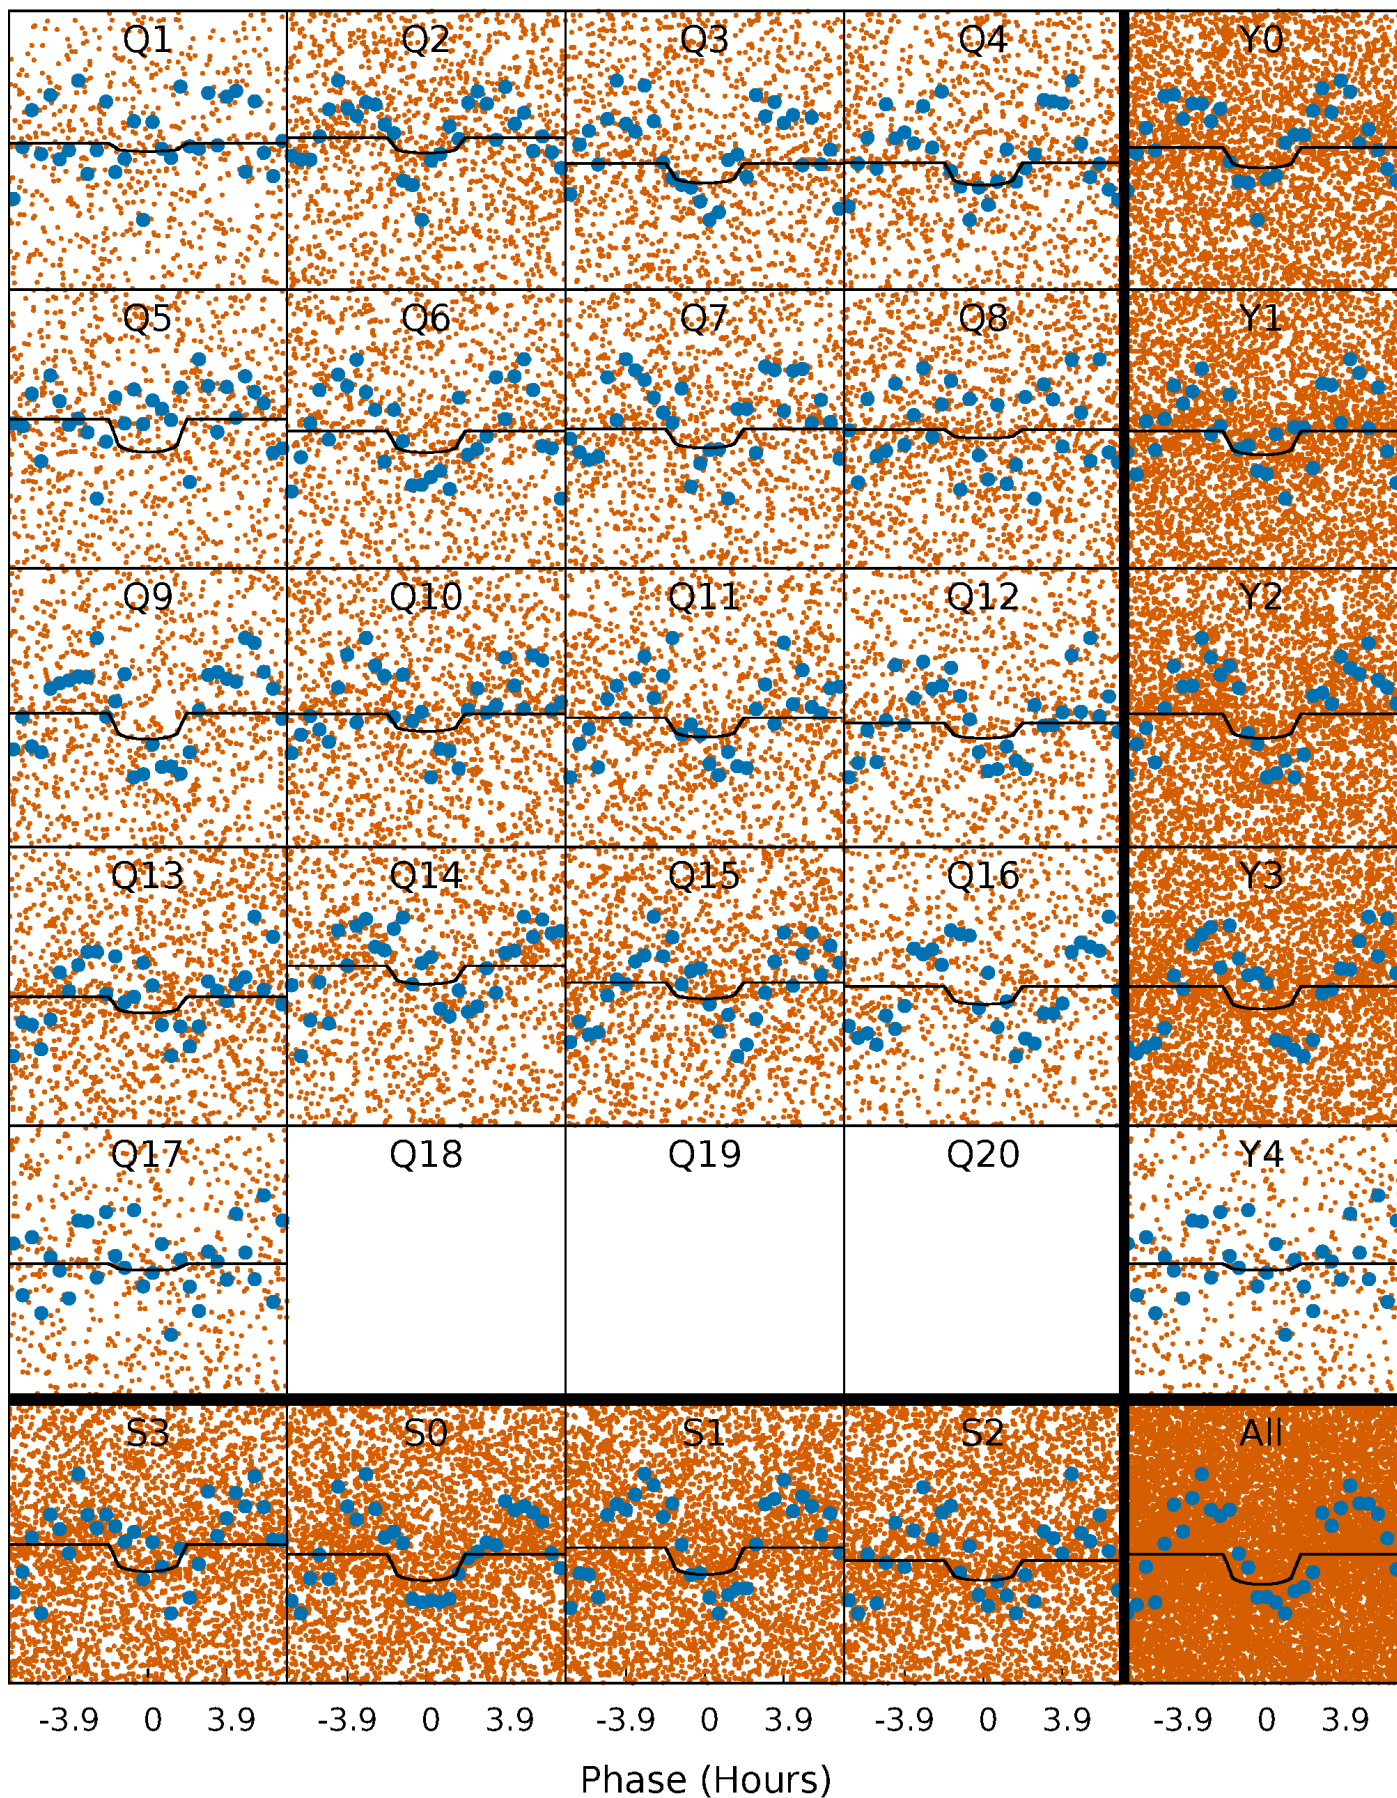 Q1 Q2 Q3 Q4 Y0
Q5 Q6 Q7 Q8 Y1
Q9 Q10 Q11 Q12 Y2
Q13 Q14 Q15 Q16 Y3
Q17 Q18 Q19 Q20 Y4
S3 S0 S1 S2 All
-3.9 0 3.9 -3.9 0 3.9 -3.9 0 3.9 -3.9 0 3.9 -3.9 0 3.9
Phase (Hours)